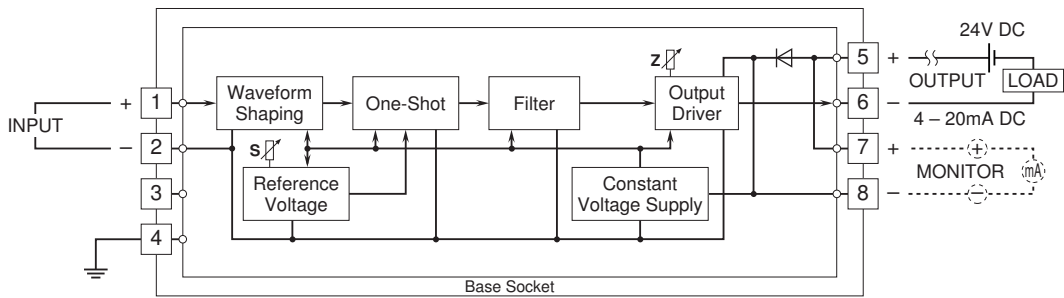 24V DC
5
+
OUTPUT
LOAD
Z
1
+
Waveform
Shaping
One-Shot
Filter
Output
Driver
6
−
4 – 20mA DC
INPUT
2
−
S
7
+
+
MONITOR
mA
3
Reference
Voltage
Constant
Voltage Supply
8
−
−
4
Base Socket